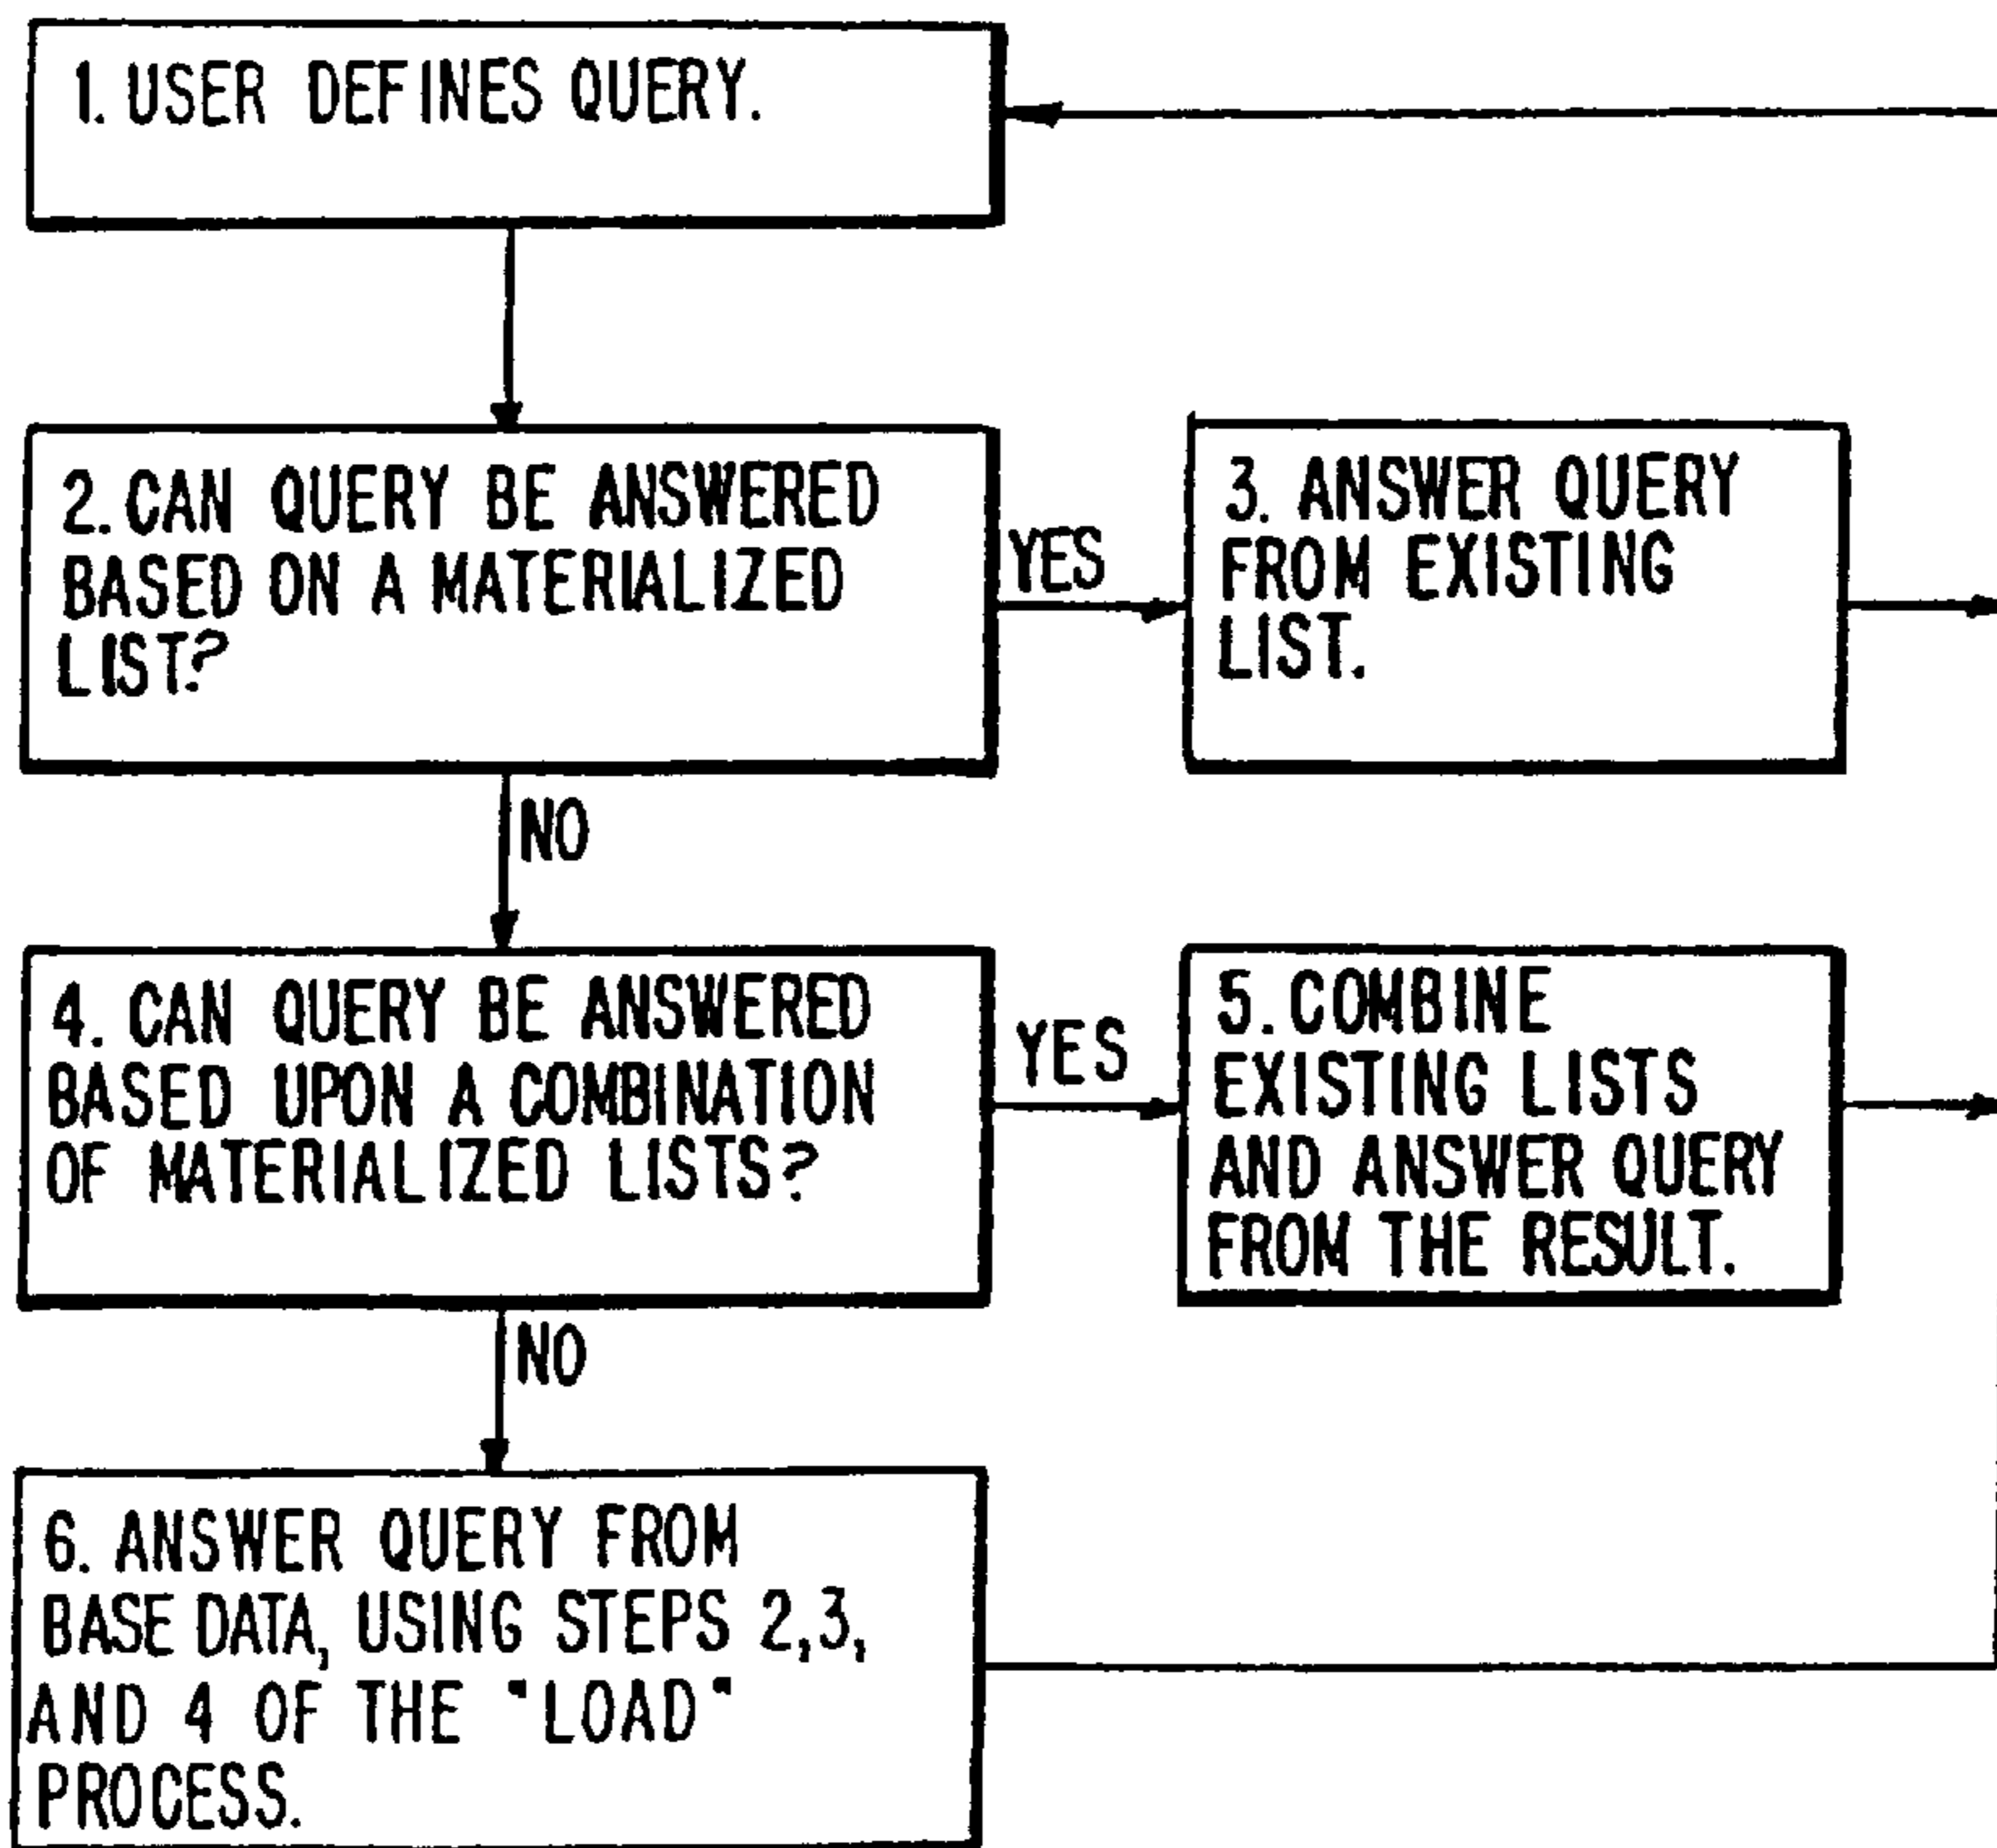 1. USER DEFINES QUERY.
2. CAN QUERY BE ANSWERED
BASED ON A MATERIALIZED
LIST?
YES
3. ANSWER QUERY
FROM EXISTING
LIST.
NO
4. CAN QUERY BE ANSWERED
BASED UPON A COMBINATION
OF MATERIALIZED LISTS?
YES
5. COMBINE
EXISTING LISTS
AND ANSWER QUERY
FROM THE RESULT.
NO
6. ANSWER QUERY FROM
BASE DATA, USING STEPS 2,3,
AND 4 OF THE "LOAD"
PROCESS.